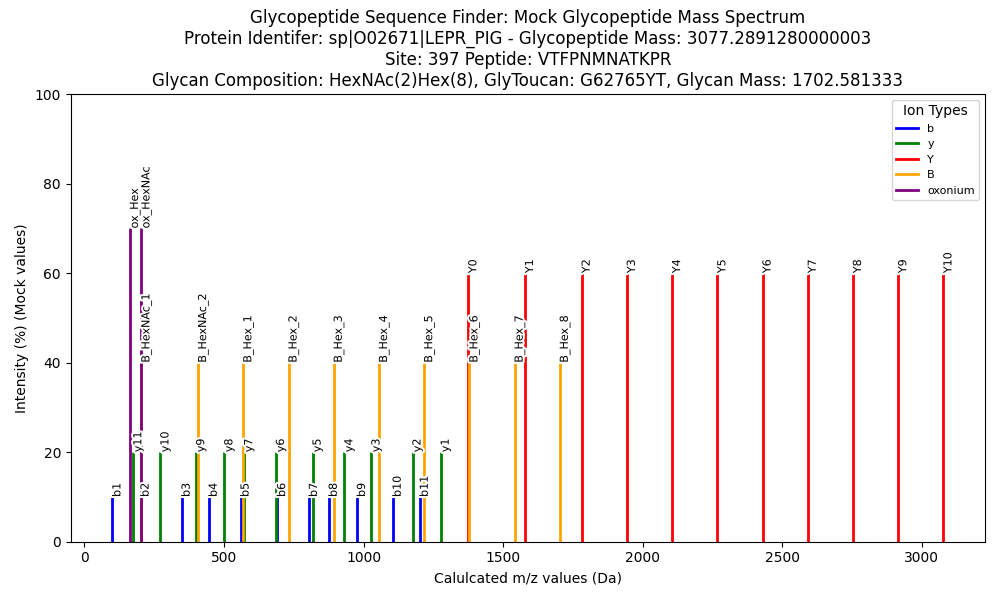 Glycopeptide Sequence Finder: Mock Glycopeptide Mass Spectrum
Protein Identifer: sp|O02671|LEPR_PIG - Glycopeptide Mass: 3077.2891280000003
Site: 397 Peptide: VTFPNMNATKPR
Glycan Composition: HexNAc(2)Hex(8), GlyToucan: G62765YT, Glycan Mass: 1702.581333
100
80
60
40
20
0
Intensity (%) (Mock values)
Ion Types
b
y
Y
B
oxonium
ox_Hex
ox_HexNAc
Y0
Y1
Y2
Y3
Y4
Y5
Y6
Y7
Y8
Y9
Y10
B_HexNAc_1
B_HexNAc_2
B_Hex_1
B_Hex_2
B_Hex_3
B_Hex_4
B_Hex_5
B_Hex_6
B_Hex_7
B_Hex_8
y11
y10
y9
y8
y7
y6
y5
y4
y3
y2
y1
b1
b2
b3
b4
b5
b6
b7
b8
b9
b10
b11
0
500
1000
1500
2000
2500
3000
Calulcated m/z values (Da)